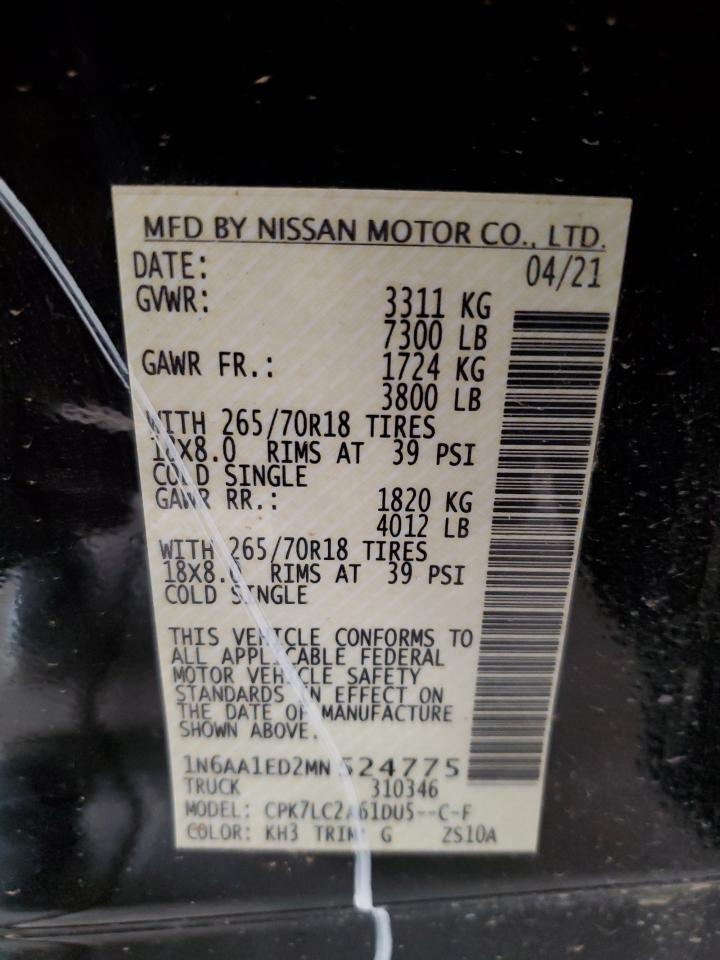 MFD BY NISSAN MOTOR CO., LTD.
DATE: 04/21
GVWR: 3311 KG
7300 LB
GAWR FR.: 1724 KG
3800 LB
WITH 265/70R18 TIRES
18X8.0 RIMS AT 39 PSI
COLD SINGLE
GAWR RR.: 1820 KG
4012 LB
WITH 265/70R18 TIRES
18X8.0 RIMS AT 39 PSI
COLD SINGLE
THIS VEHICLE CONFORMS TO
ALL APPLICABLE FEDERAL
MOTOR VEHICLE SAFETY
STANDARDS IN EFFECT ON
THE DATE OF MANUFACTURE
SHOWN ABOVE.
1N6AA1ED2MN524775
TRUCK 310346
MODEL: CPK7LC2A61DU5--C-F
COLOR: KH3 TRIM G ZS10A